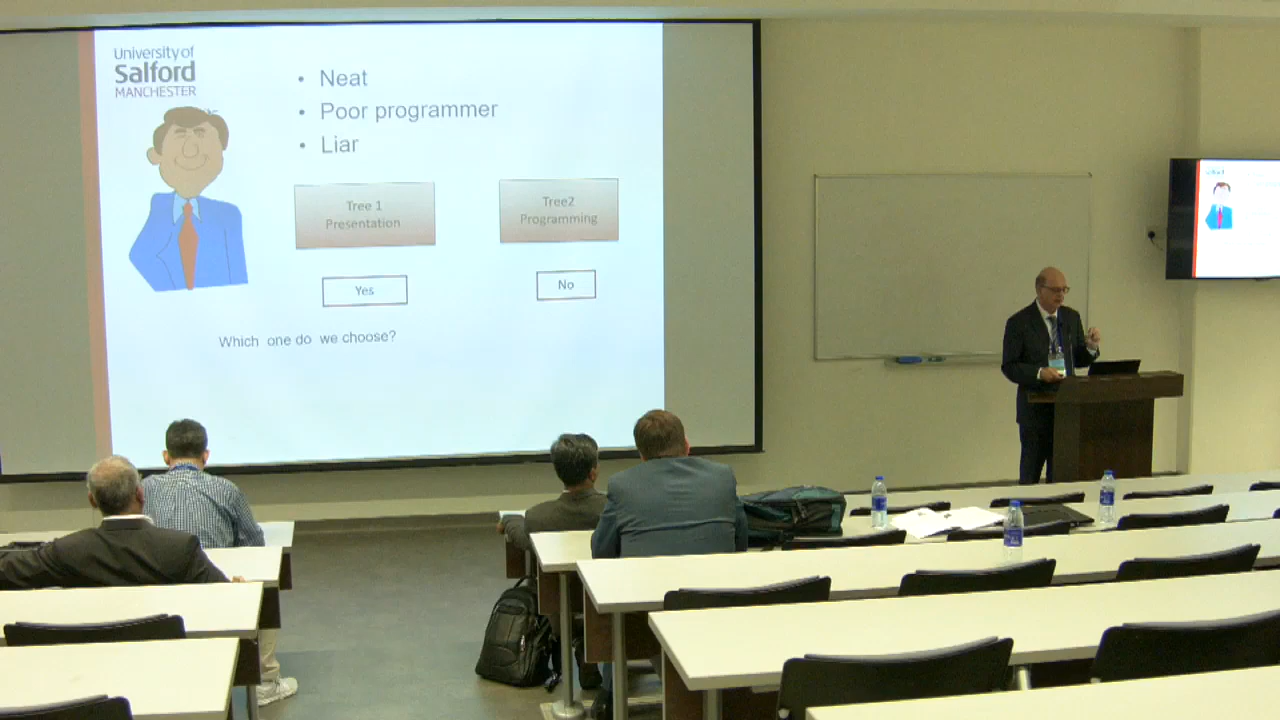 University of
Salford
MANCHESTER
• Neat
• Poor programmer
• Liar
Tree 1
Presentation
Tree2
Programming
Yes
No
Which one do we choose?